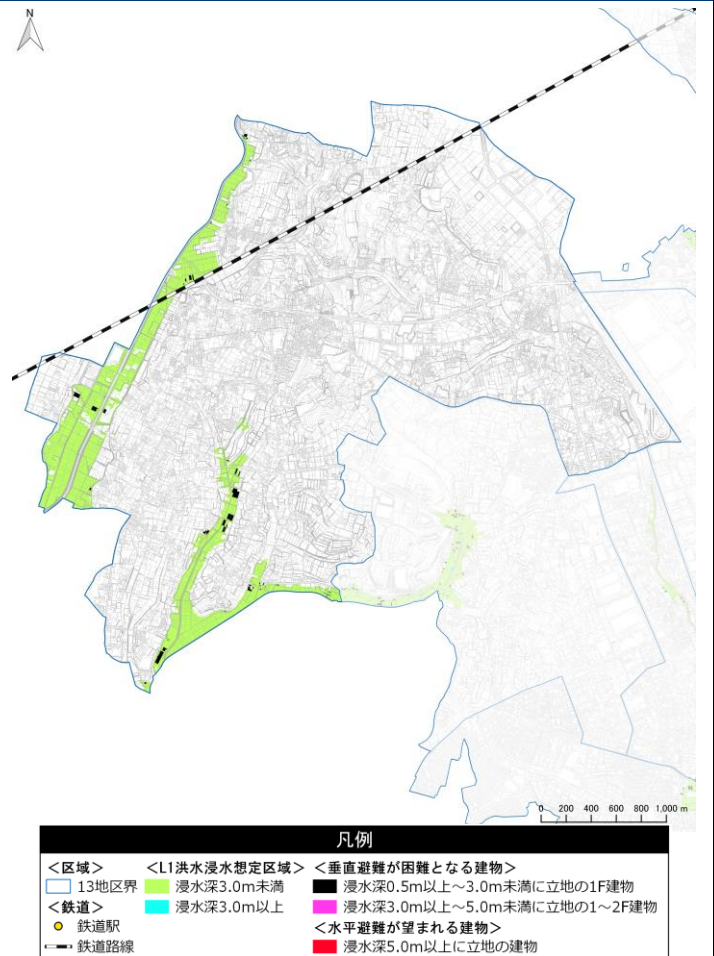 N
0 200 400 600 800 1,000 m
凡例
<区域> <L1洪水浸水想定区域> <垂直避難が困難となる建物>
13地区界 浸水深3.0m未満 浸水深0.5m以上~3.0m未満に立地の1F建物
<鉄道> 浸水深3.0m以上 浸水深3.0m以上~5.0m未満に立地の1~2F建物
鉄道駅 <水平避難が望まれる建物>
鉄道路線 浸水深5.0m以上に立地の建物